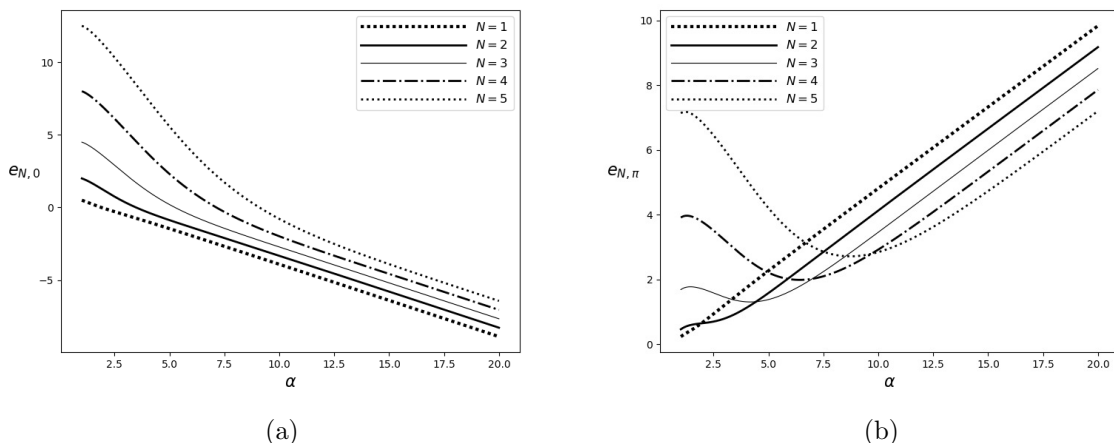 N = 1
N = 2
N = 3
N = 4
N = 5
10
5
0
−5
e_{N,0}
2.5 5.0 7.5 10.0 12.5 15.0 17.5 20.0
α
(a)
N = 1
N = 2
N = 3
N = 4
N = 5
10
8
6
4
2
0
e_{N,π}
2.5 5.0 7.5 10.0 12.5 15.0 17.5 20.0
α
(b)